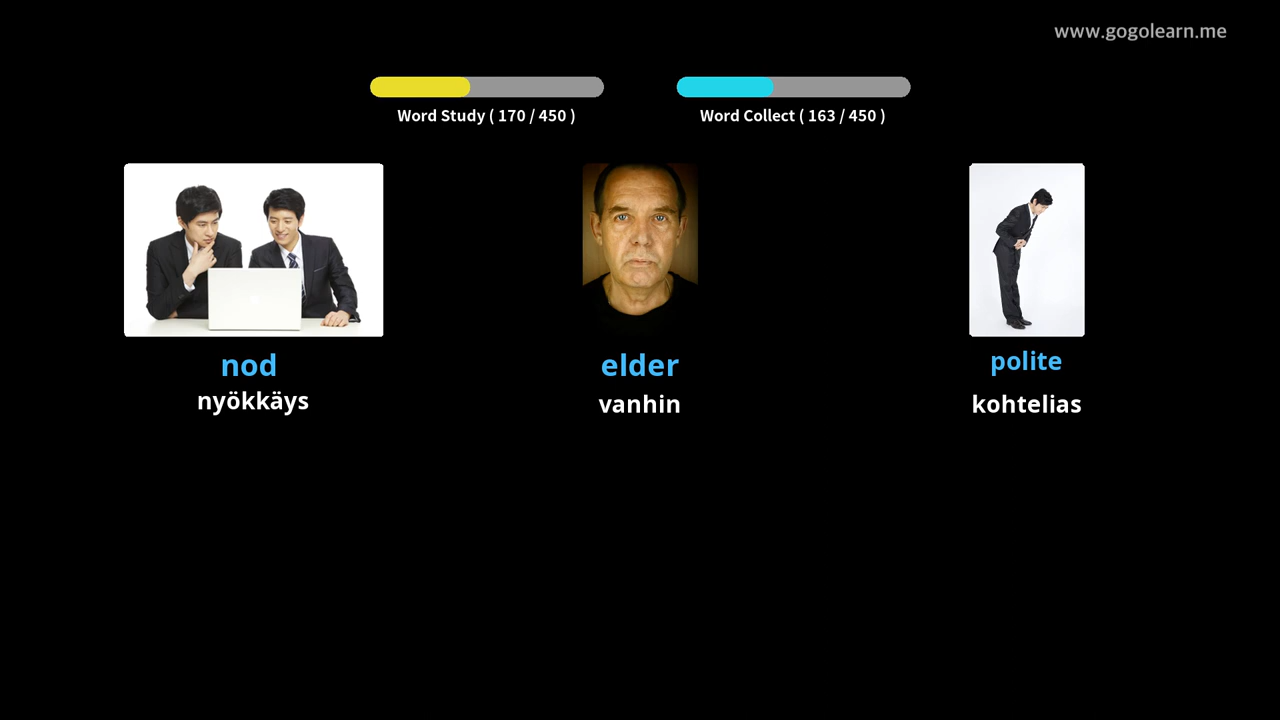 www.gogolearn.me
Word Study ( 170 / 450 )
Word Collect ( 163 / 450 )
nod
elder
polite
nyökkäys
vanhin
kohtelias